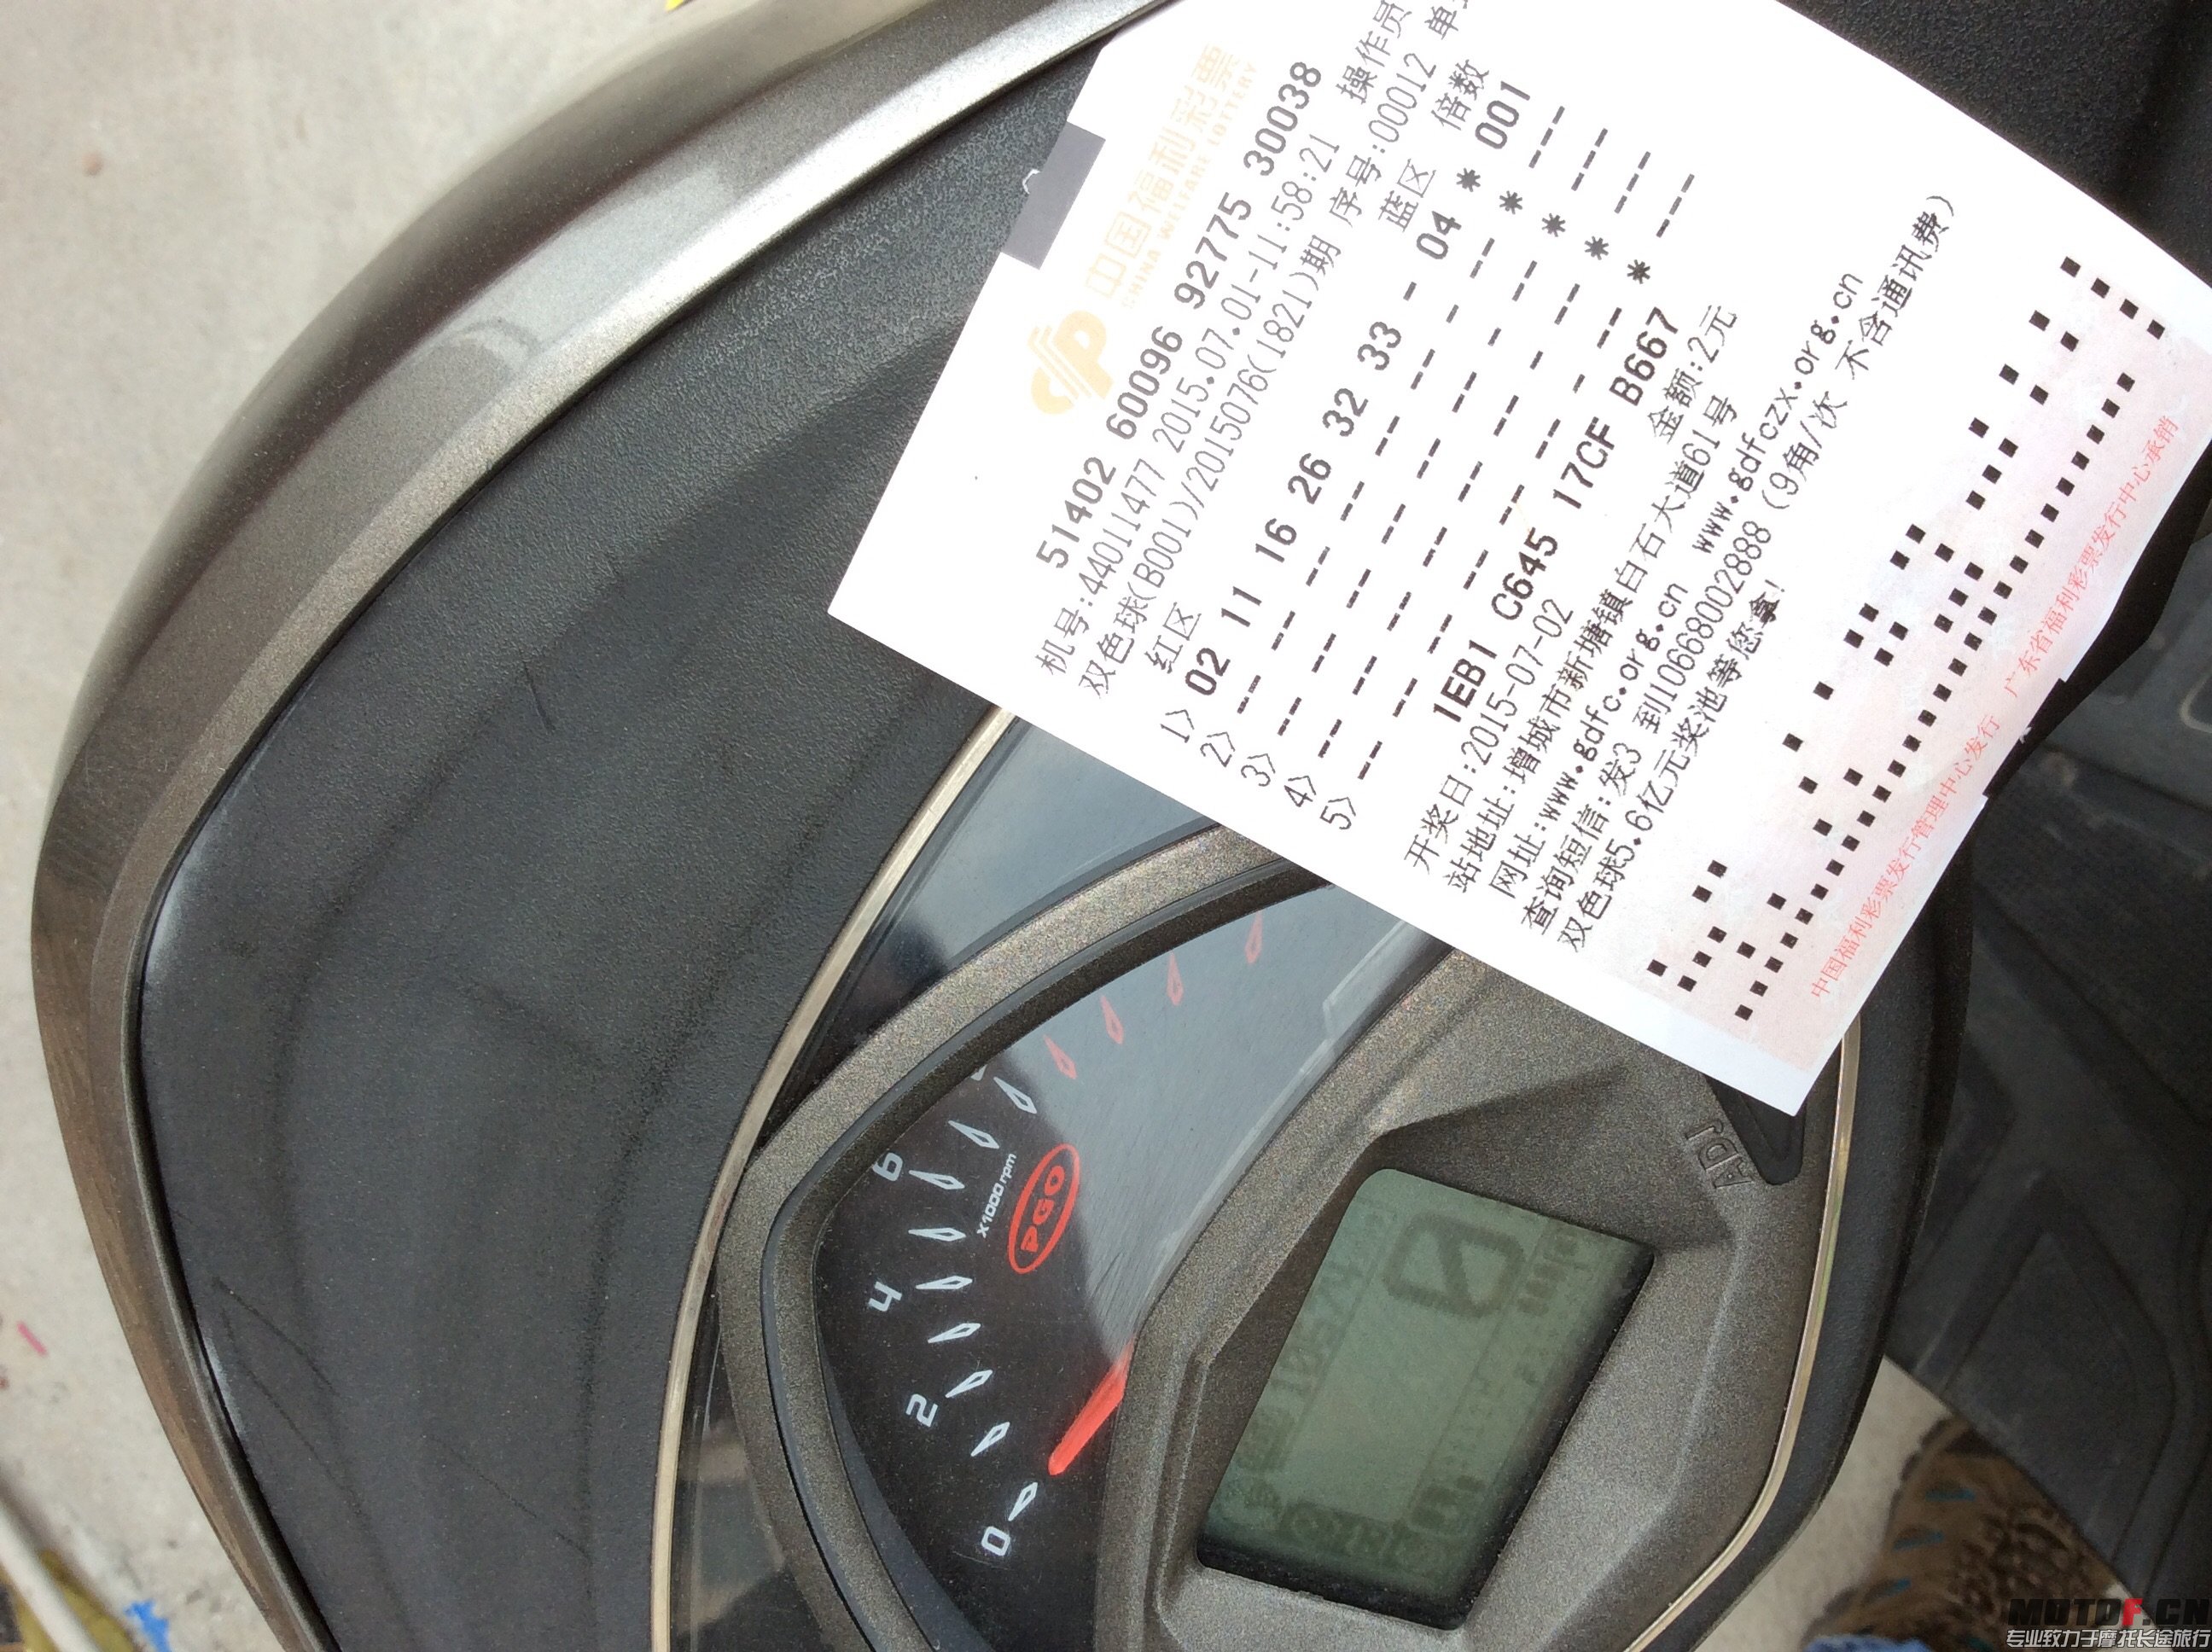 中国福利彩票
CHINA WELFARE LOTTERY
51402 60096 92775 30038
机号:44011477 2015.07.01-11:58:21 操作员
双色球(B001)/2015076(1821)期 序号:00012 单
红区 蓝区 倍数
1> 02 11 16 26 32 33 - 04 * 001
2> -- -- -- -- -- -- -- * ---
3> -- -- -- -- -- -- -- * ---
4> -- -- -- -- -- -- -- * ---
5> -- -- -- -- -- -- -- * ---
1EB1 C645 17CF B667
开奖日:2015-07-02 金额:2元
站地址:增城市新塘镇白石大道61号
网址:www.gdfc.org.cn www.gdfczx.org.cn
查询短信:发3 到10668002888 (9角/次 不含通讯费)
双色球5.6亿元奖池等您拿!
中国福利彩票发行管理中心发行 广东省福利彩票发行中心承销
0
2
4
6
x1000rpm
PGO
ADJ
0
MOTOF.CN
专业致力于摩托长途旅行